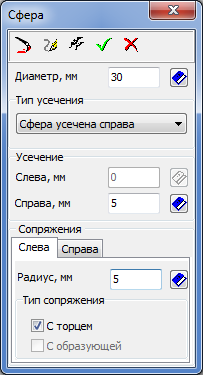 Сфера
Диаметр, мм 30
Тип усечения
Сфера усечена справа
Усечение
Слева, мм 0
Справа, мм 5
Сопряжения
Слева Справа
Радиус, мм 5
Тип сопряжения
С торцем
С образующей